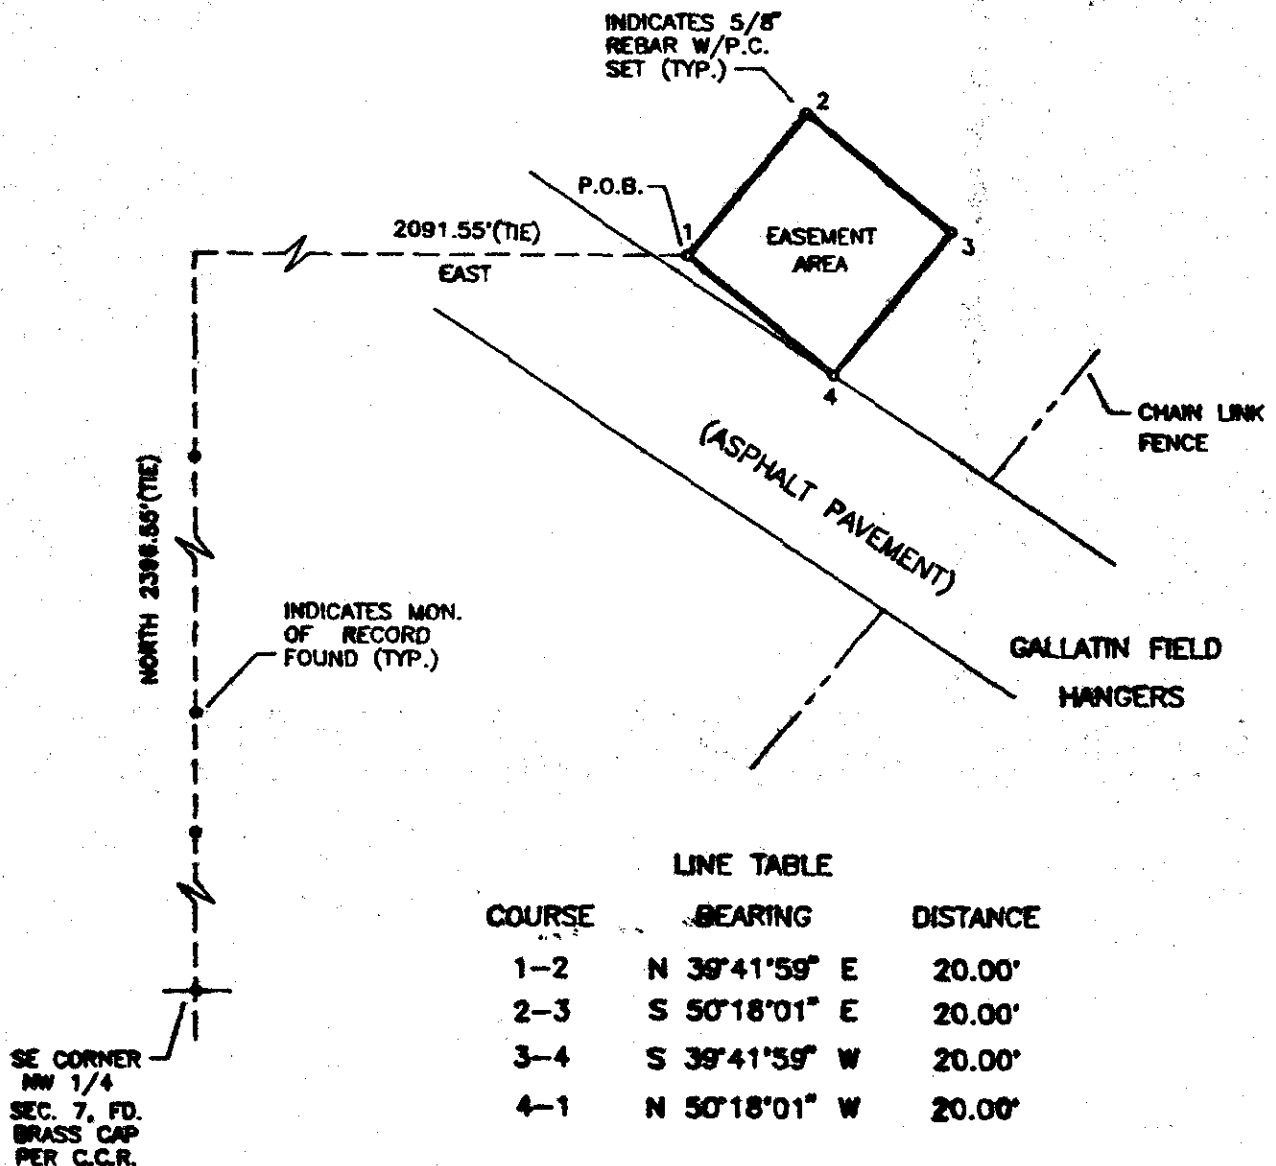 INDICATES 5/8"
REBAR W/P.C.
SET (TYP.)
2
P.O.B.
1
2091.55'(TIE)
EAST
EASEMENT
AREA
3
4
CHAIN LINK
FENCE
(ASPHALT PAVEMENT)
NORTH (TIE)
INDICATES MON.
OF RECORD
FOUND (TYP.)
GALLATIN FIELD
HANGERS
LINE TABLE
COURSE BEARING DISTANCE
1-2 N 39°41'59" E 20.00'
2-3 S 50°18'01" E 20.00'
3-4 S 39°41'59" W 20.00'
4-1 N 50°18'01" W 20.00'
SE CORNER
NW 1/4
SEC. 7, FD.
BRASS CAP
PER C.C.R.